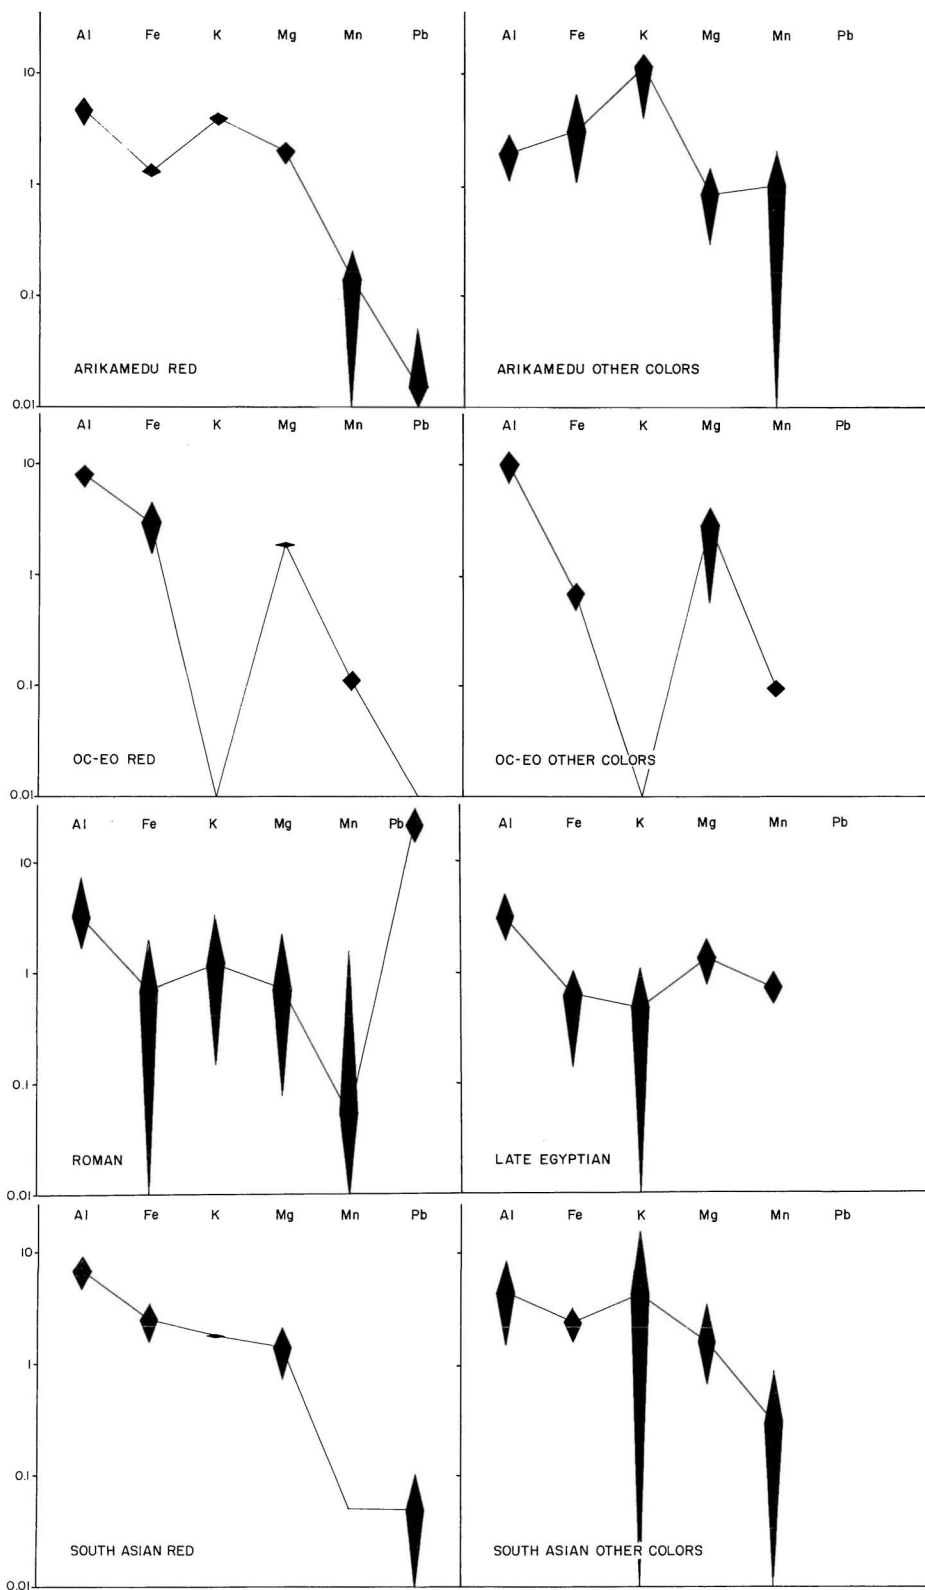 Al Fe K Mg Mn Pb Al Fe K Mg Mn Pb
10
1
0.1
ARIKAMEDU RED ARIKAMEDU OTHER COLORS
0.01
Al Fe K Mg Mn Pb Al Fe K Mg Mn Pb
10
1
0.1
OC-EO RED OC-EO OTHER COLORS
0.01
Al Fe K Mg Mn Pb Al Fe K Mg Mn Pb
10
1
0.1
ROMAN LATE EGYPTIAN
0.01
Al Fe K Mg Mn Pb Al Fe K Mg Mn Pb
10
1
0.1
SOUTH ASIAN RED SOUTH ASIAN OTHER COLORS
0.01